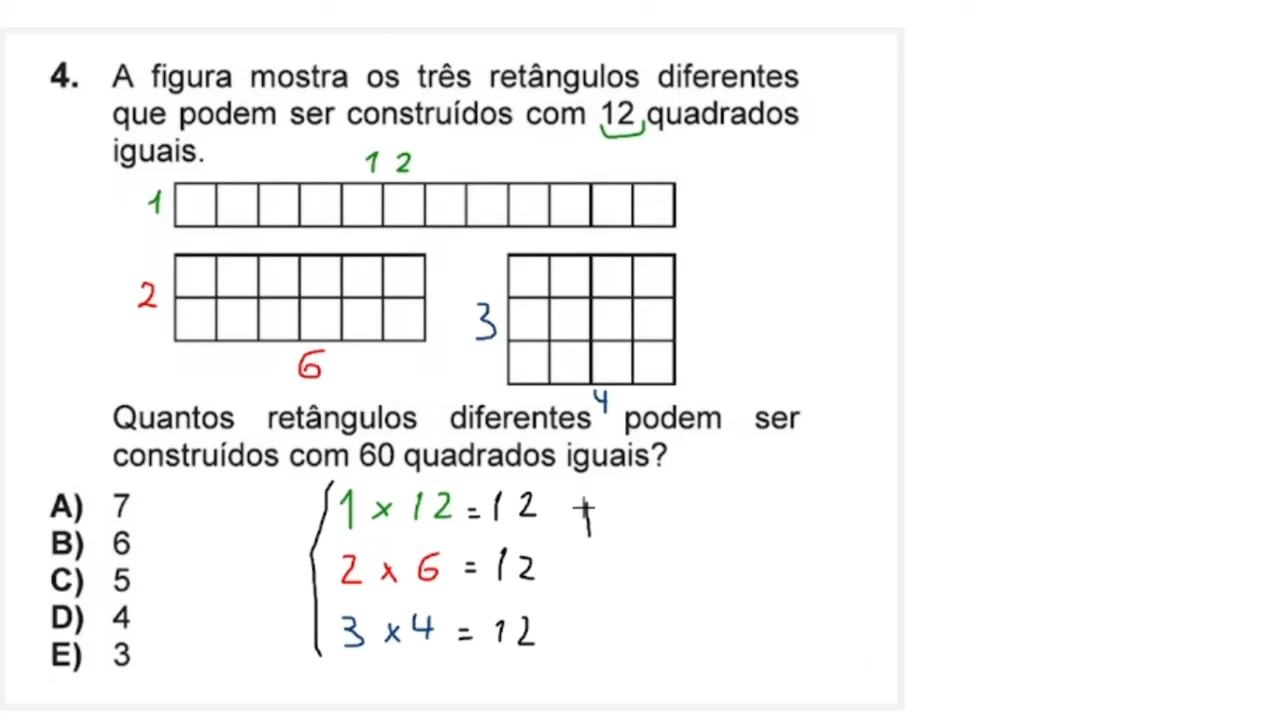 4. A figura mostra os três retângulos diferentes
que podem ser construídos com 12 quadrados
iguais.
12
1
2
3
6
4
Quantos retângulos diferentes podem ser
construídos com 60 quadrados iguais?
A) 7
B) 6
C) 5
D) 4
E) 3
1 x 12 = 12
2 x 6 = 12
3 x 4 = 12